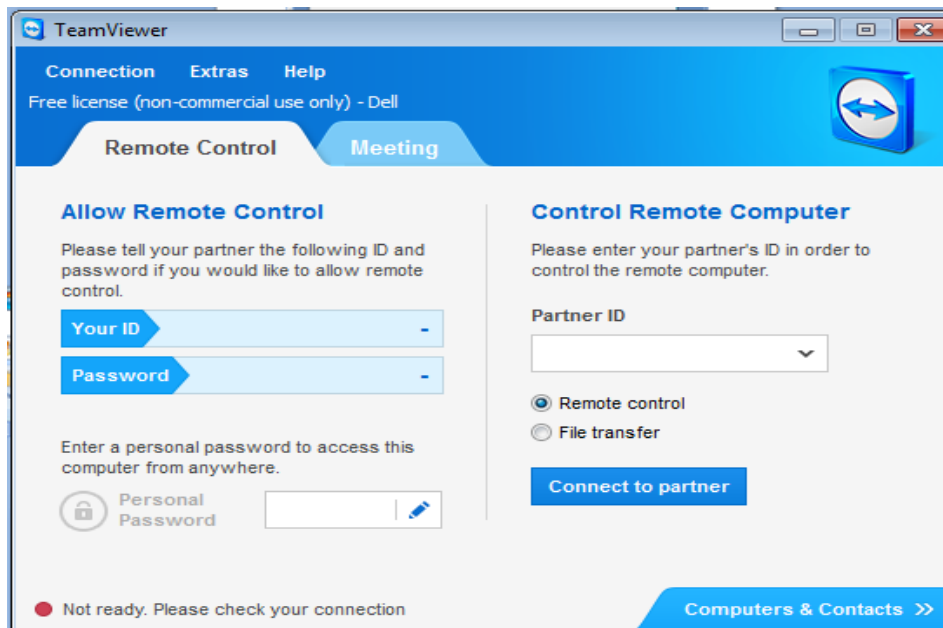 TeamViewer
Connection Extras Help
Free license (non-commercial use only) - Dell
Remote Control Meeting
Allow Remote Control
Please tell your partner the following ID and
password if you would like to allow remote
control.
Your ID -
Password -
Enter a personal password to access this
computer from anywhere.
Personal
Password
Control Remote Computer
Please enter your partner's ID in order to
control the remote computer.
Partner ID
Remote control
File transfer
Connect to partner
Not ready. Please check your connection
Computers & Contacts >>